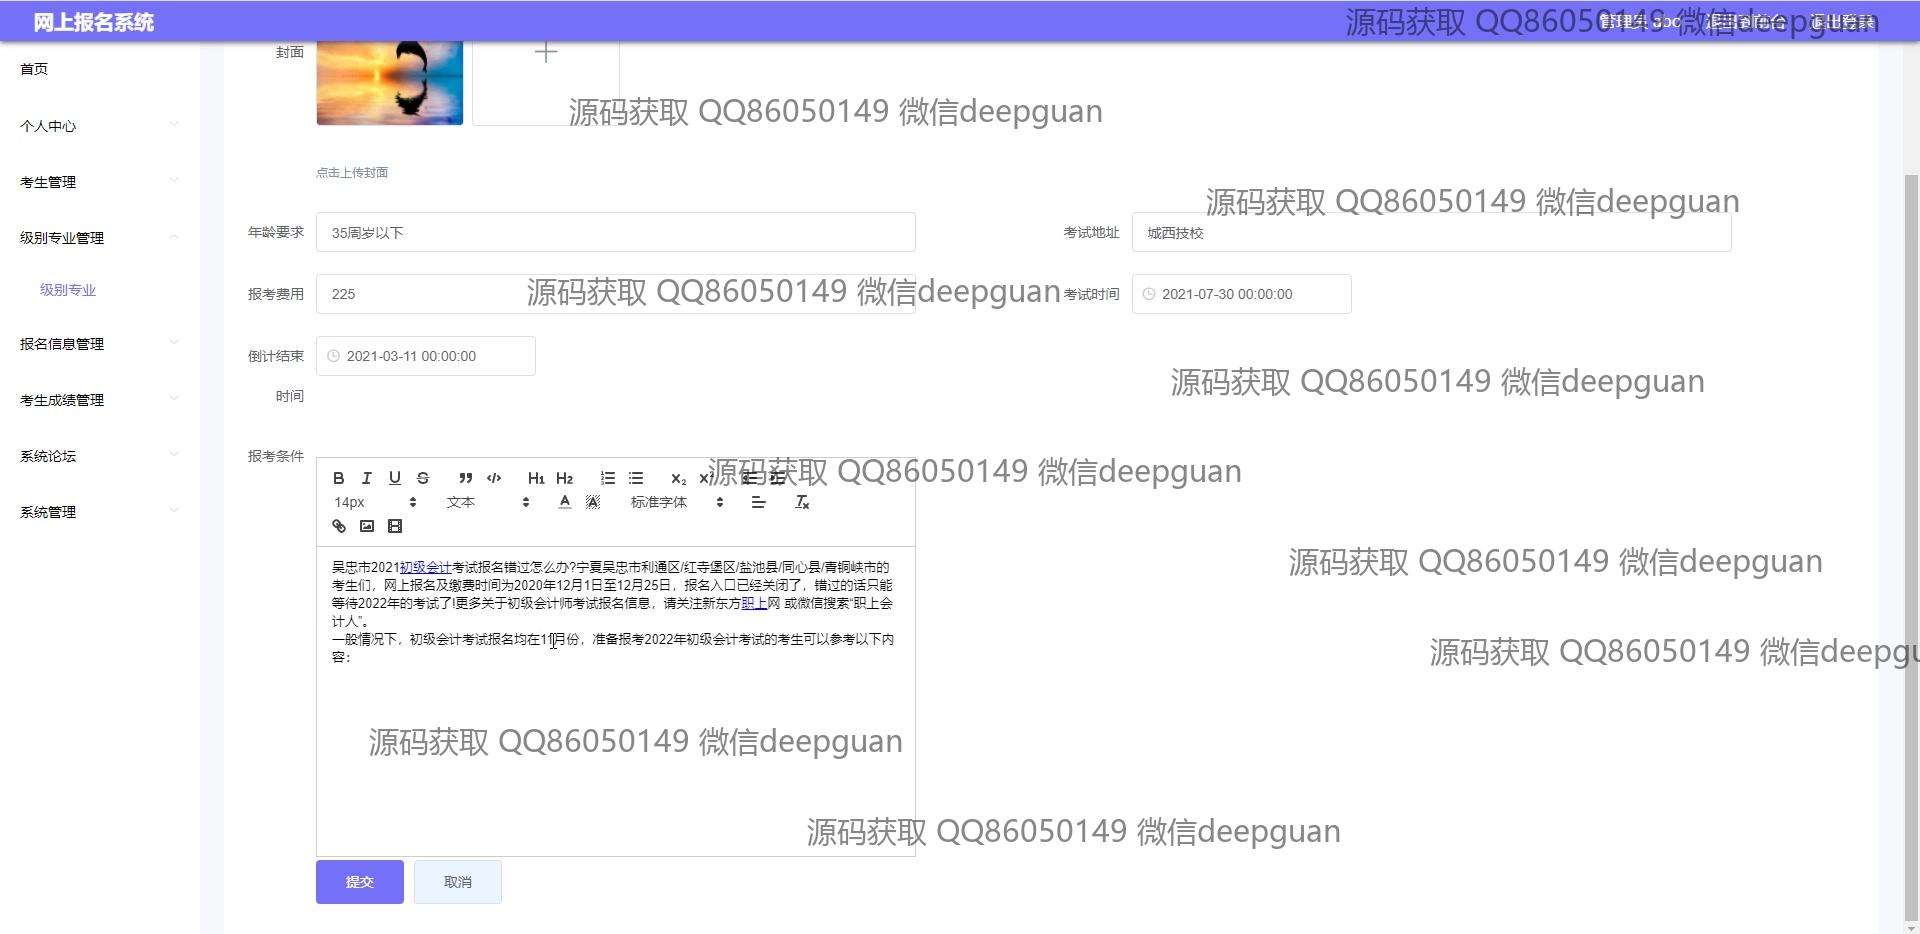 网上报名系统
源码获取 QQ86050149 微信deepguan
封面
首页
源码获取 QQ86050149 微信deepguan
个人中心
点击上传封面
考生管理
源码获取 QQ86050149 微信deepguan
年龄要求 35周岁以下 考试地址 城西技校
级别专业管理
级别专业
报考费用 225 源码获取 QQ86050149 微信deepguan 考试时间 2021-07-30 00:00:00
报名信息管理
倒计结束 2021-03-11 00:00:00
时间
源码获取 QQ86050149 微信deepguan
考生成绩管理
系统论坛
报考条件
源码获取 QQ86050149 微信deepguan
B I U S H1 H2 X₂
14px 文本 A 标准字体 Tx
系统管理
吴忠市2021初级会计考试报名错过怎么办?宁夏吴忠市利通区/红寺堡区/盐池县/同心县/青铜峡市的
考生们，网上报名及缴费时间为2020年12月1日至12月25日，报名入口已经关闭了，错过的话只能
等待2022年的考试了!更多关于初级会计师考试报名信息，请关注新东方职上网 或微信搜索“职上会
计人”。
一般情况下，初级会计考试报名均在11月份，准备报考2022年初级会计考试的考生可以参考以下内
容：
源码获取 QQ86050149 微信deepguan
源码获取 QQ86050149 微信deepgu
源码获取 QQ86050149 微信deepguan
源码获取 QQ86050149 微信deepguan
提交 取消